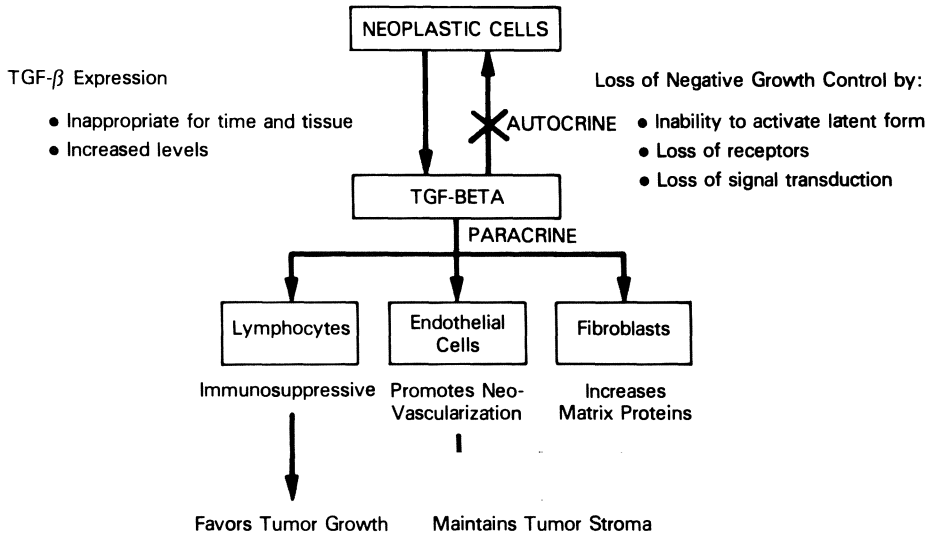 NEOPLASTIC CELLS
TGF-β Expression
• Inappropriate for time and tissue
• Increased levels
AUTOCRINE
Loss of Negative Growth Control by:
• Inability to activate latent form
• Loss of receptors
• Loss of signal transduction
TGF-BETA
PARACRINE
Lymphocytes
Endothelial
Cells
Fibroblasts
Immunosuppressive
Promotes Neo-
Vascularization
Increases
Matrix Proteins
Favors Tumor Growth
Maintains Tumor Stroma